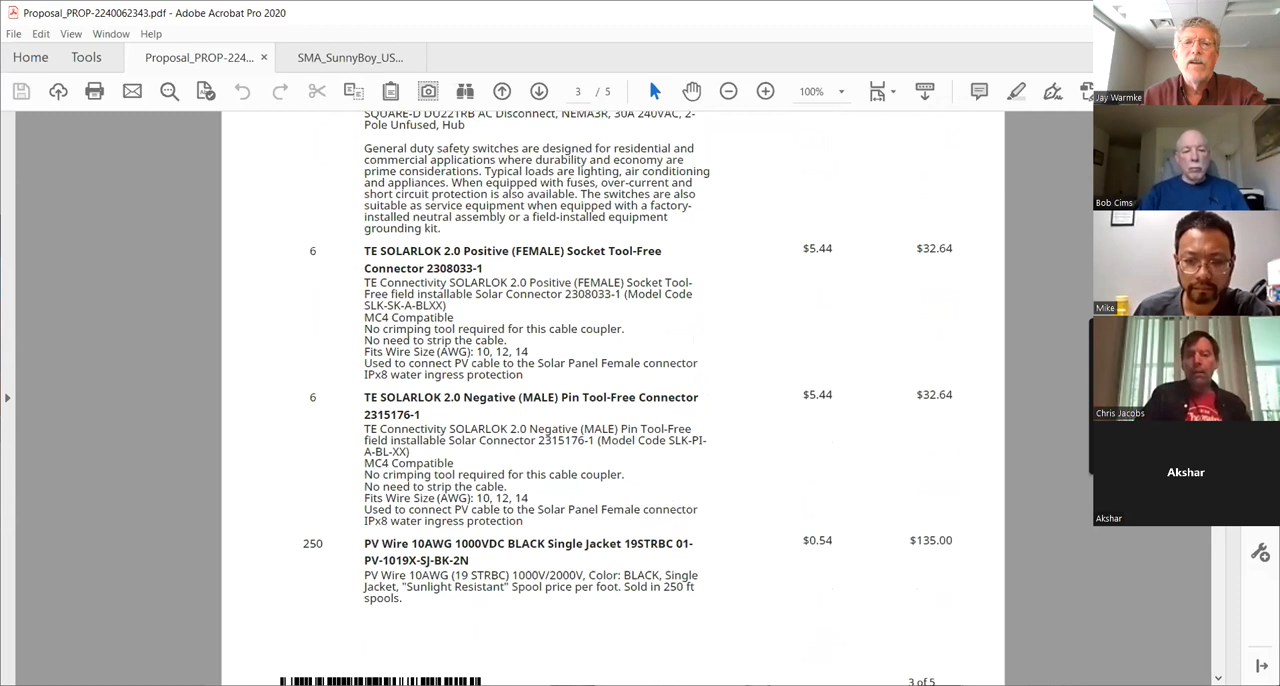 Proposal_PROP-2240062343.pdf - Adobe Acrobat Pro 2020
File Edit View Window Help
Home Tools Proposal_PROP-224... × SMA_SunnyBoy_US...
3 / 5 100%
SQUARE-D DU221RB AC Disconnect, NEMA3R, 30A 240VAC, 2-
Pole Unfused, Hub
General duty safety switches are designed for residential and
commercial applications where durability and economy are
prime considerations. Typical loads are lighting, air conditioning
and appliances. When equipped with fuses, over-current and
short circuit protection is also available. The switches are also
suitable as service equipment when equipped with a factory-
installed neutral assembly or a field-installed equipment
grounding kit.
6 TE SOLARLOK 2.0 Positive (FEMALE) Socket Tool-Free $5.44 $32.64
Connector 2308033-1
TE Connectivity SOLARLOK 2.0 Positive (FEMALE) Socket Tool-
Free field installable Solar Connector 2308033-1 (Model Code
SLK-SK-A-BLXX)
MC4 Compatible
No crimping tool required for this cable coupler.
No need to strip the cable.
Fits Wire Size (AWG): 10, 12, 14
Used to connect PV cable to the Solar Panel Female connector
IPx8 water ingress protection
6 TE SOLARLOK 2.0 Negative (MALE) Pin Tool-Free Connector $5.44 $32.64
2315176-1
TE Connectivity SOLARLOK 2.0 Negative (MALE) Pin Tool-Free
field installable Solar Connector 2315176-1 (Model Code SLK-PI-
A-BL-XX)
MC4 Compatible
No crimping tool required for this cable coupler.
No need to strip the cable.
Fits Wire Size (AWG): 10, 12, 14
Used to connect PV cable to the Solar Panel Female connector
IPx8 water ingress protection
250 PV Wire 10AWG 1000VDC BLACK Single Jacket 19STRBC 01- $0.54 $135.00
PV-1019X-SJ-BK-2N
PV Wire 10AWG (19 STRBC) 1000V/2000V, Color: BLACK, Single
Jacket, "Sunlight Resistant" Spool price per foot. Sold in 250 ft
spools.
3 of 5
Jay Warmke
Bob Cims
Mike
Chris Jacobs
Akshar
Akshar